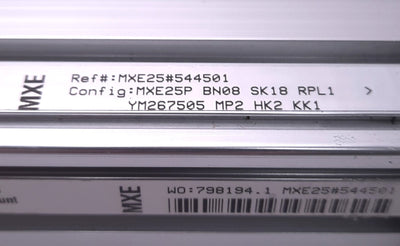 MXE
Ref#:MXE25#544501
Config:MXE25P BN08 SK18 RPL1 >
YM267505 MP2 HK2 KK1
MXE
WO:798194.1 MXE25#544501